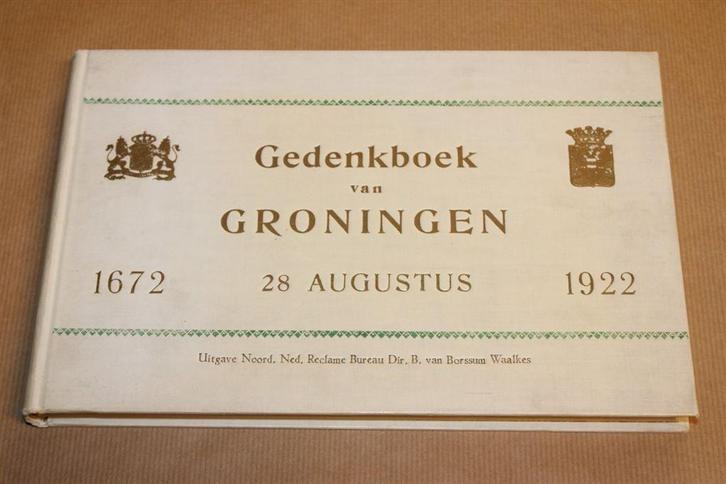 Gedenkboek
van
GRONINGEN
1672 28 AUGUSTUS 1922
Uitgave Noord. Ned. Reclame Bureau Dir. B. van Borssum Waalkes